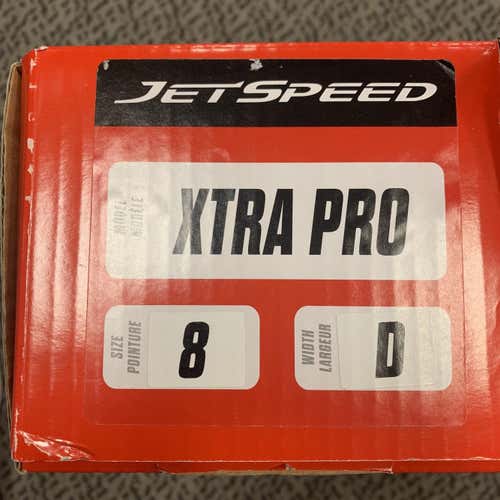 JETSPEED
MODEL
MODÈLE
XTRA PRO
SIZE
POINTURE
8
WIDTH
LARGEUR
D